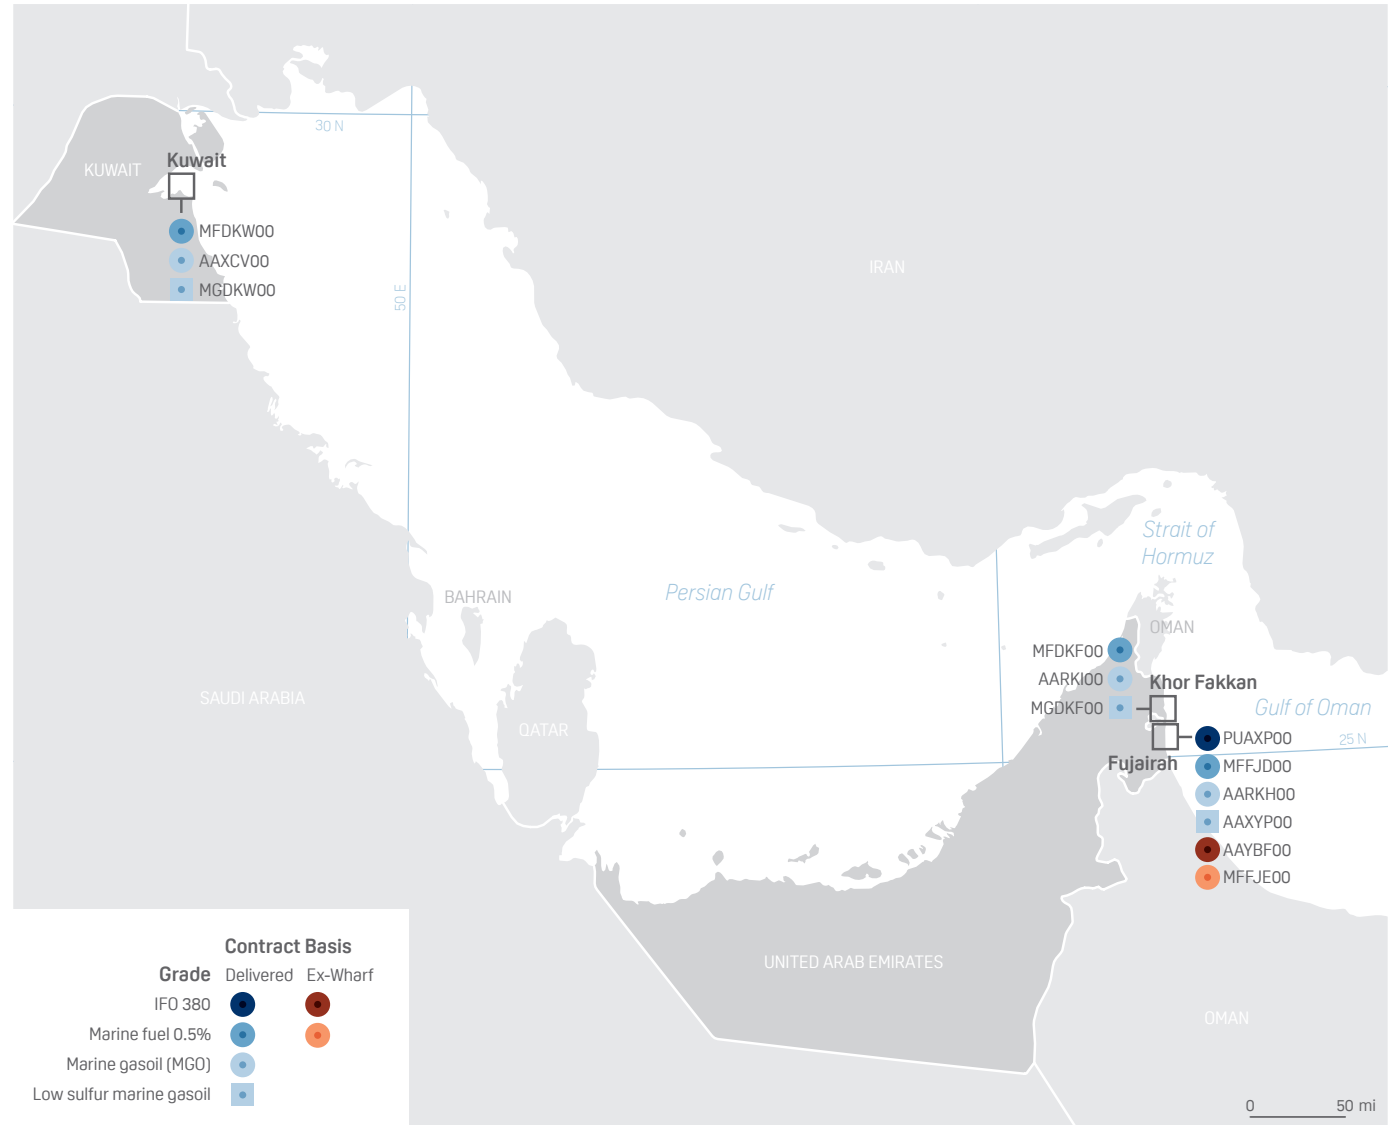 30 N
KUWAIT
Kuwait
MFDKW00
AAXCV00
MGDKW00
50 E
IRAN
Strait of
Hormuz
Persian Gulf
BAHRAIN
OMAN
MFDKF00
AARKI00
MGDKF00
Khor Fakkan
SAUDI ARABIA
Gulf of Oman
QATAR
25 N
Fujairah
PUAXP00
MFFJD00
AARKH00
AAXYP00
AAYBF00
MFFJE00
UNITED ARAB EMIRATES
OMAN
Contract Basis
Grade Delivered Ex-Wharf
IFO 380
Marine fuel 0.5%
Marine gasoil (MGO)
Low sulfur marine gasoil
0 50 mi